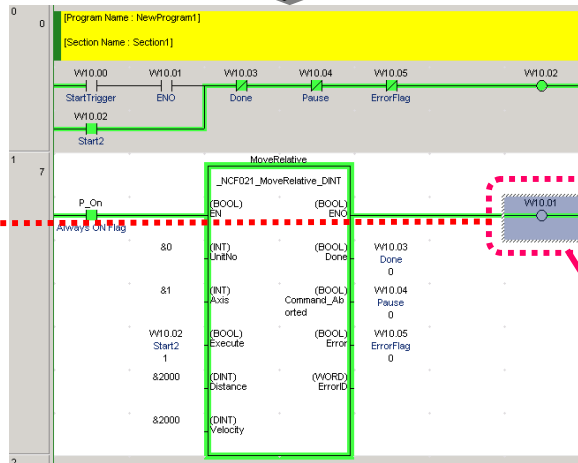 0
0
[Program Name : NewProgram1]
[Section Name : Section1]
W10.00 W10.01 W10.03 W10.04 W10.05 W10.02
StartTrigger ENO Done Pause ErrorFlag
W10.02
Start2
1
7
MoveRelative
_NCF021_MoveRelative_DINT
P_On (BOOL) (BOOL) W10.01
EN ENO
Always ON Flag
&0 (INT) (BOOL) W10.03
UnitNo Done Done
0
&1 (INT) (BOOL) W10.04
Axis Command_Ab Pause
orted 0
W10.02 (BOOL) (BOOL) W10.05
Start2 Execute Error ErrorFlag
1 0
&2000 (DINT) (WORD)
Distance ErrorID
&2000 (DINT)
Velocity
2